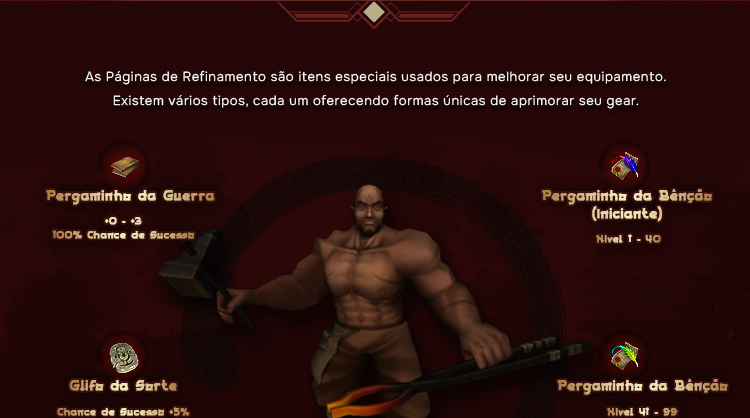 As Páginas de Refinamento são itens especiais usados para melhorar seu equipamento.
Existem vários tipos, cada um oferecendo formas únicas de aprimorar seu gear.
Pergaminho da Guerra
+0 - +3
100% Chance de Sucesso
Pergaminho da Bênção
(Iniciante)
Nível 1 - 40
Glifo da Sorte
Chance de Sucesso +5%
Pergaminho da Bênção
Nível 41 - 99